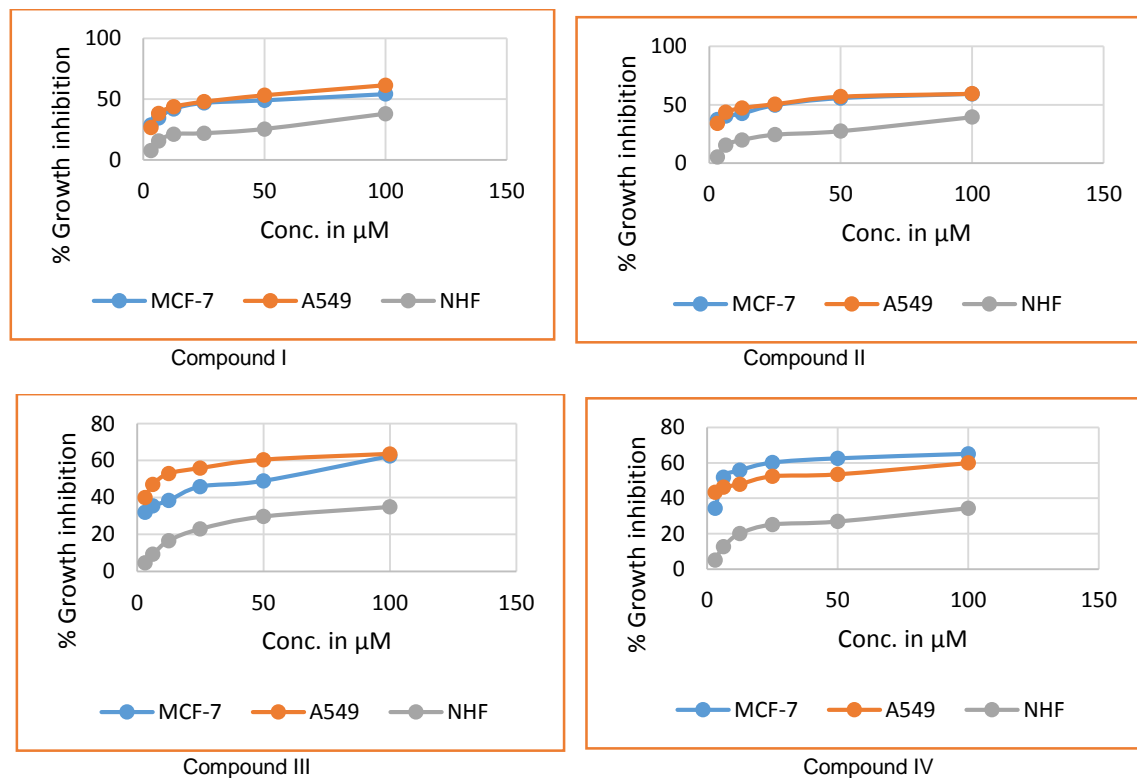 % Growth inhibition
100
50
0
0 50 100 150
Conc. in µM
MCF-7 A549 NHF
Compound I
% Growth inhibition
100
50
0
0 50 100 150
Conc. in µM
MCF-7 A549 NHF
Compound II
% Growth inhibition
80
60
40
20
0
0 50 100 150
Conc. in µM
MCF-7 A549 NHF
Compound III
% Growth inhibition
80
60
40
20
0
0 50 100 150
Conc. in µM
MCF-7 A549 NHF
Compound IV